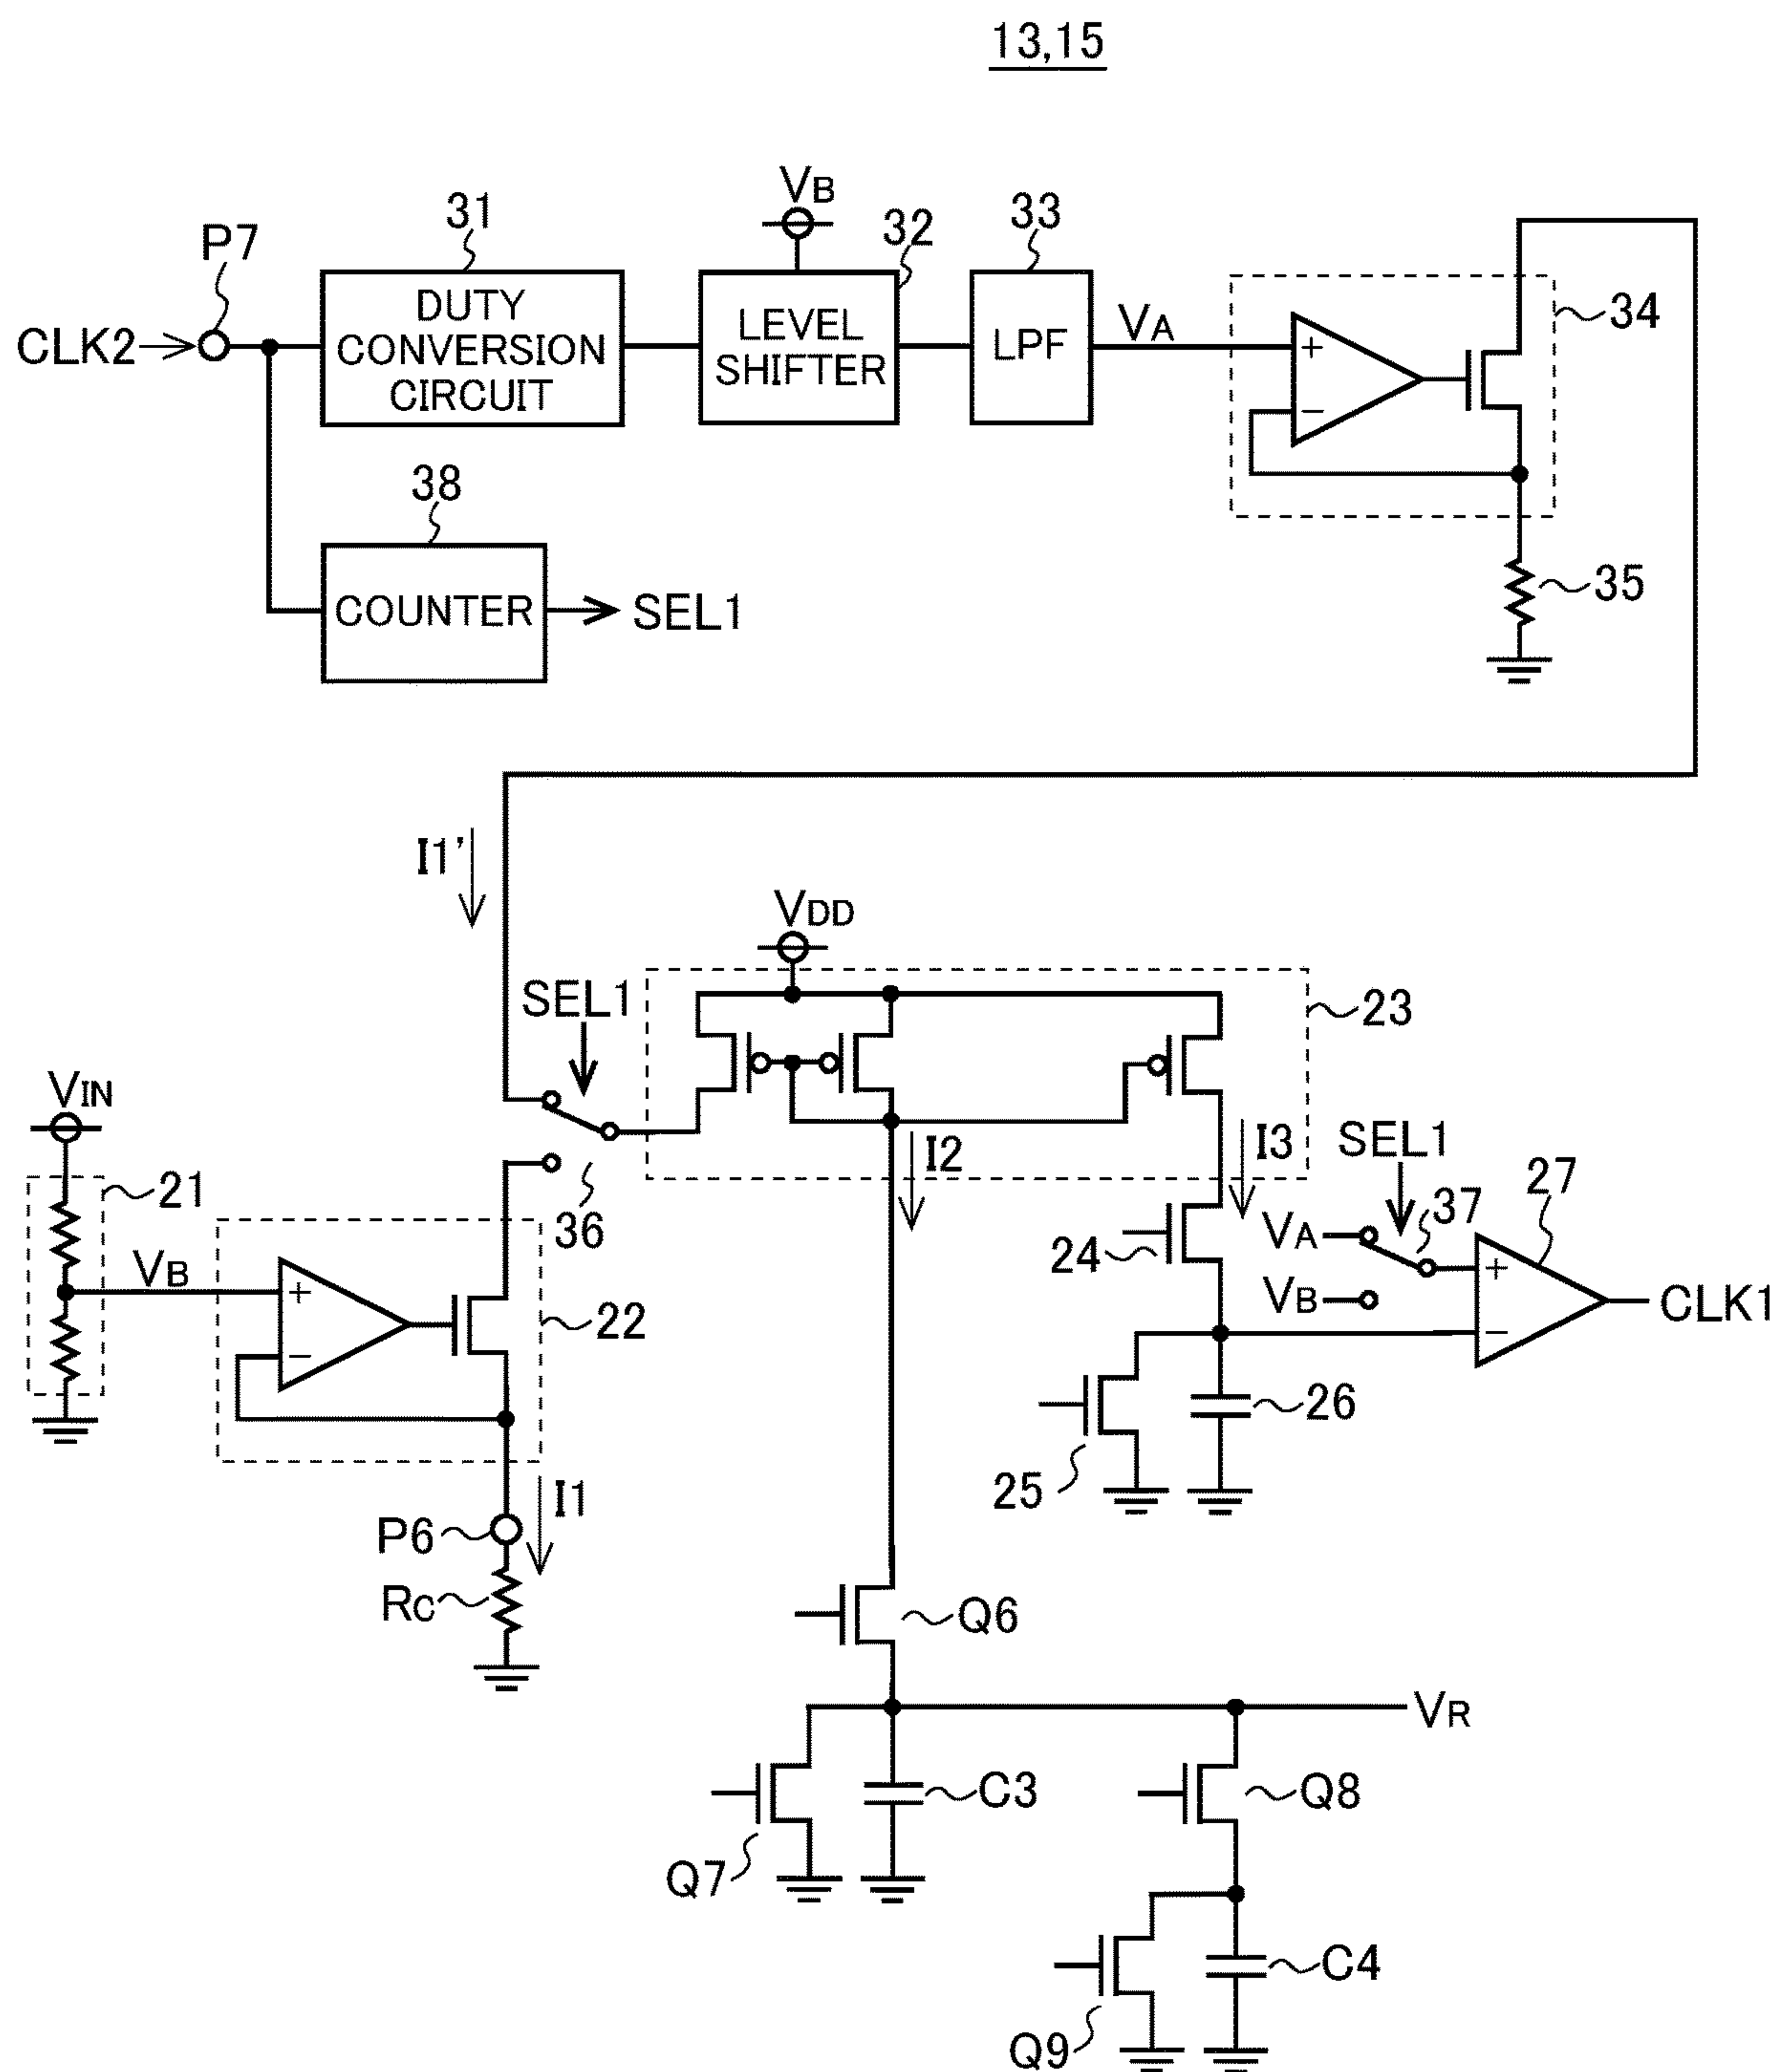 13,15
VB
31
32
33
P7
34
CLK2
DUTY
CONVERSION
CIRCUIT
LEVEL
SHIFTER
LPF
VA
+
−
38
35
COUNTER
SEL1
I1'
VDD
SEL1
23
VIN
21
36
I2
I3
SEL1
27
37
VB
24
VA
+
VB
−
CLK1
+
−
22
25
26
I1
P6
RC
Q6
VR
Q7
C3
Q8
C4
Q9